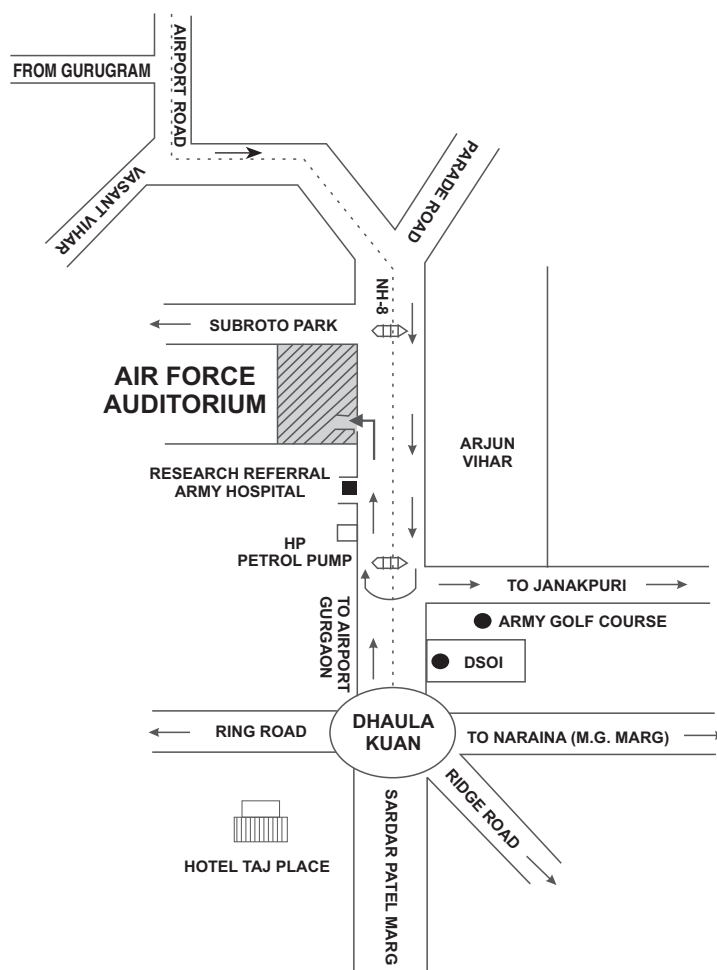 AIRPORT ROAD
FROM GURUGRAM
VASANT VIHAR
PARADE ROAD
NH-8
SUBROTO PARK
AIR FORCE
AUDITORIUM
ARJUN
VIHAR
RESEARCH REFERRAL
ARMY HOSPITAL
HP
PETROL PUMP
TO JANAKPURI
TO AIRPORT
GURGAON
ARMY GOLF COURSE
DSOI
DHAULA
KUAN
RING ROAD
TO NARAINA (M.G. MARG)
RIDGE ROAD
SARDAR PATEL MARG
HOTEL TAJ PLACE